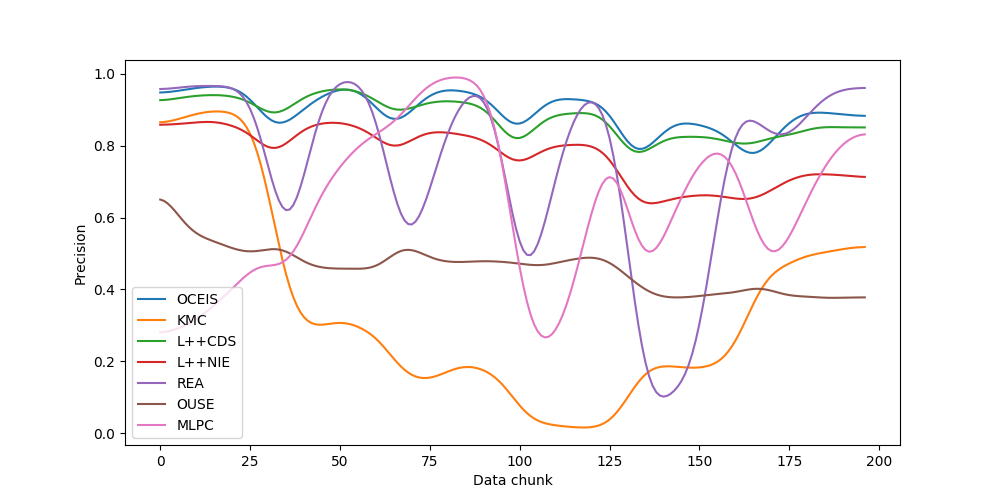 1.0
0.8
0.6
0.4
0.2
0.0
Precision
OCEIS
KMC
L++CDS
L++NIE
REA
OUSE
MLPC
0 25 50 75 100 125 150 175 200
Data chunk